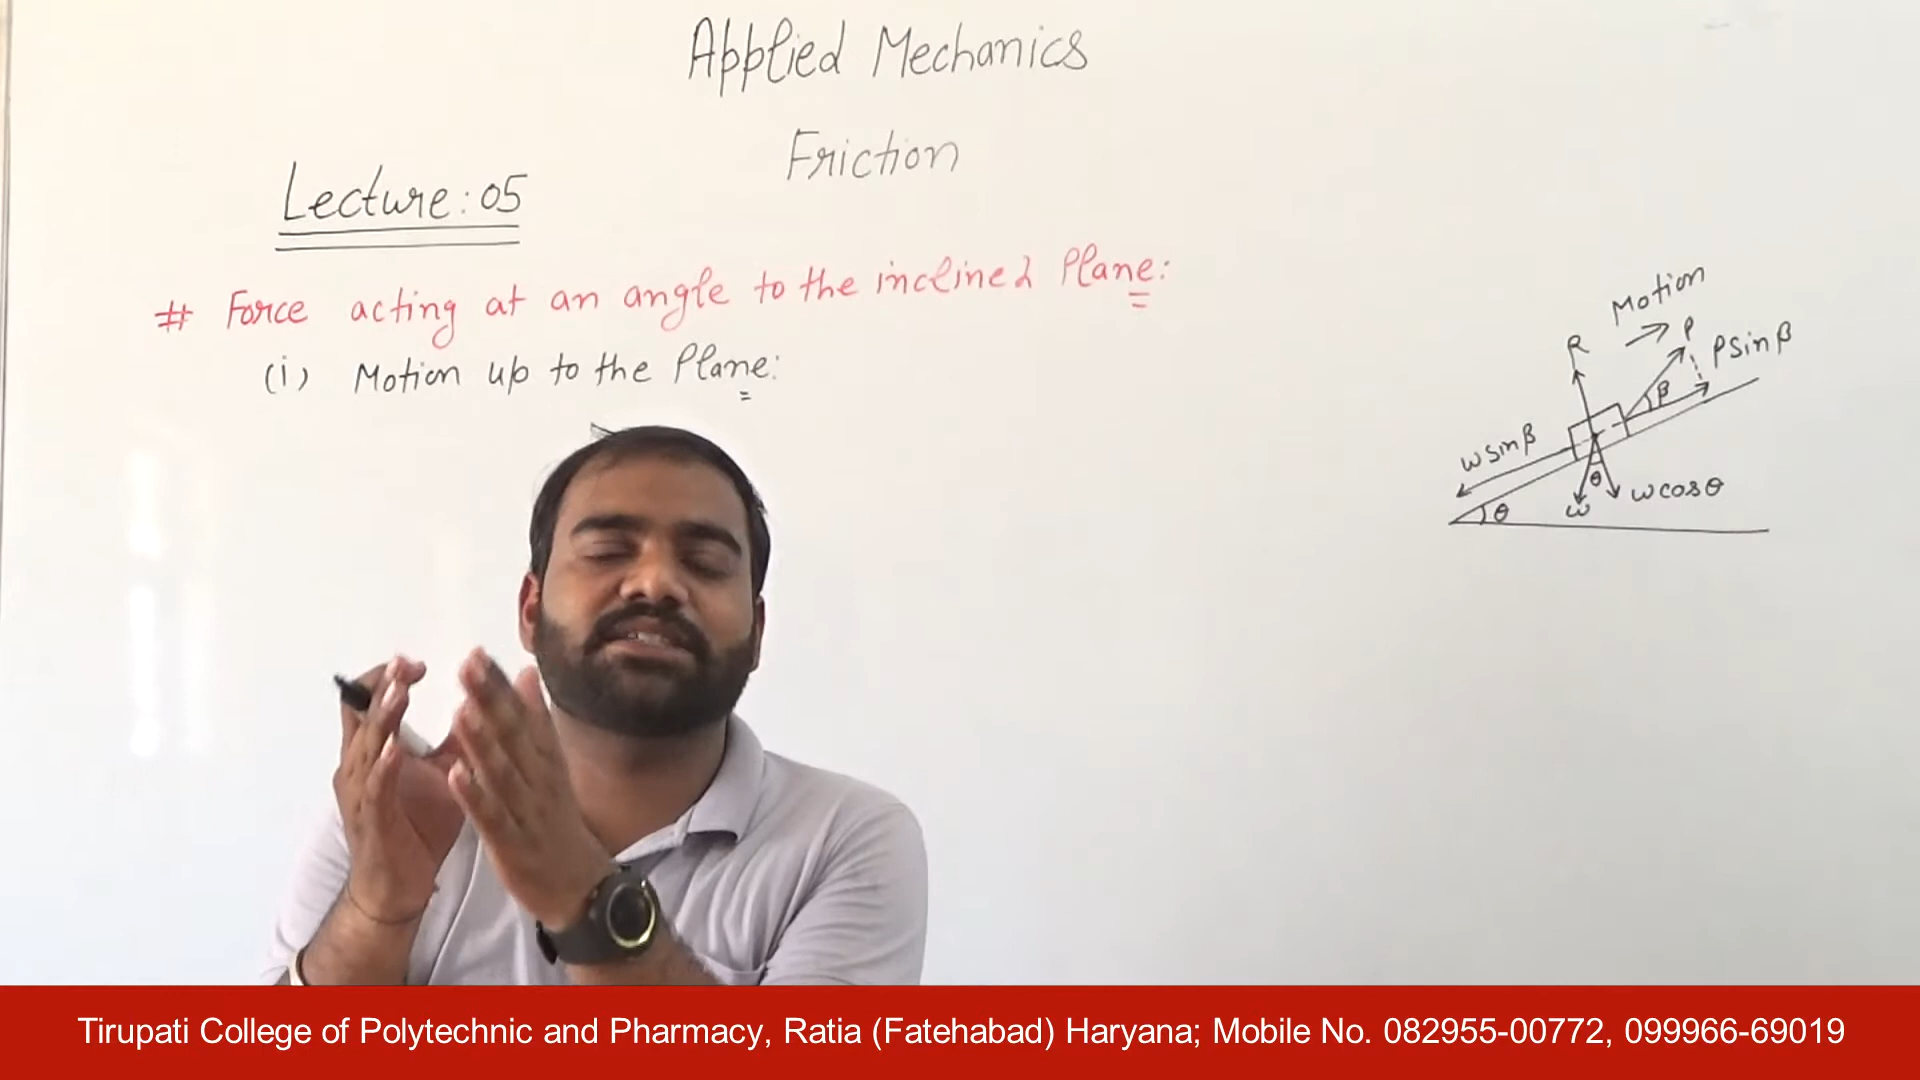 Applied Mechanics
Friction
Lecture: 05
# Force acting at an angle to the inclined Plane:
(i) Motion up to the Plane:
Motion
R
P
P sin β
β
w sin β
θ
w cos θ
w
θ
Tirupati College of Polytechnic and Pharmacy, Ratia (Fatehabad) Haryana; Mobile No. 082955-00772, 099966-69019